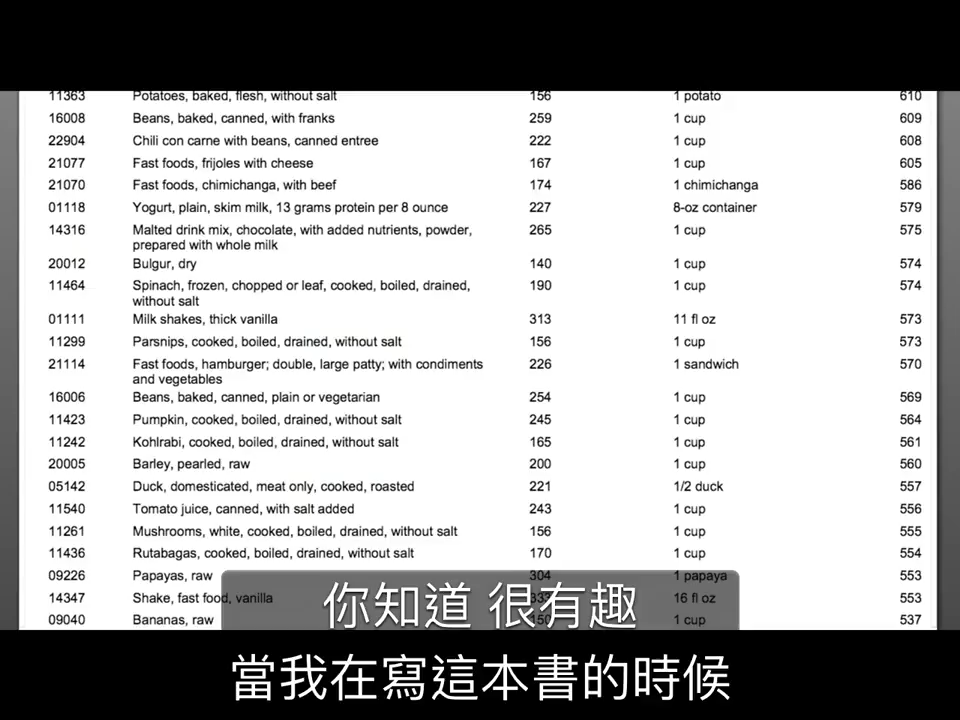 11363 Potatoes, baked, flesh, without salt 156 1 potato 610
16008 Beans, baked, canned, with franks 259 1 cup 609
22904 Chili con carne with beans, canned entree 222 1 cup 608
21077 Fast foods, frijoles with cheese 167 1 cup 605
21070 Fast foods, chimichanga, with beef 174 1 chimichanga 586
01118 Yogurt, plain, skim milk, 13 grams protein per 8 ounce 227 8-oz container 579
14316 Malted drink mix, chocolate, with added nutrients, powder, 265 1 cup 575
prepared with whole milk
20012 Bulgur, dry 140 1 cup 574
11464 Spinach, frozen, chopped or leaf, cooked, boiled, drained, 190 1 cup 574
without salt
01111 Milk shakes, thick vanilla 313 11 fl oz 573
11299 Parsnips, cooked, boiled, drained, without salt 156 1 cup 573
21114 Fast foods, hamburger; double, large patty; with condiments 226 1 sandwich 570
and vegetables
16006 Beans, baked, canned, plain or vegetarian 254 1 cup 569
11423 Pumpkin, cooked, boiled, drained, without salt 245 1 cup 564
11242 Kohlrabi, cooked, boiled, drained, without salt 165 1 cup 561
20005 Barley, pearled, raw 200 1 cup 560
05142 Duck, domesticated, meat only, cooked, roasted 221 1/2 duck 557
11540 Tomato juice, canned, with salt added 243 1 cup 556
11261 Mushrooms, white, cooked, boiled, drained, without salt 156 1 cup 555
11436 Rutabagas, cooked, boiled, drained, without salt 170 1 cup 554
09226 Papayas, raw 304 1 papaya 553
14347 Shake, fast food, vanilla 333 16 fl oz 553
09040 Bananas, raw 150 1 cup 537
你知道 很有趣
當我在寫這本書的時候